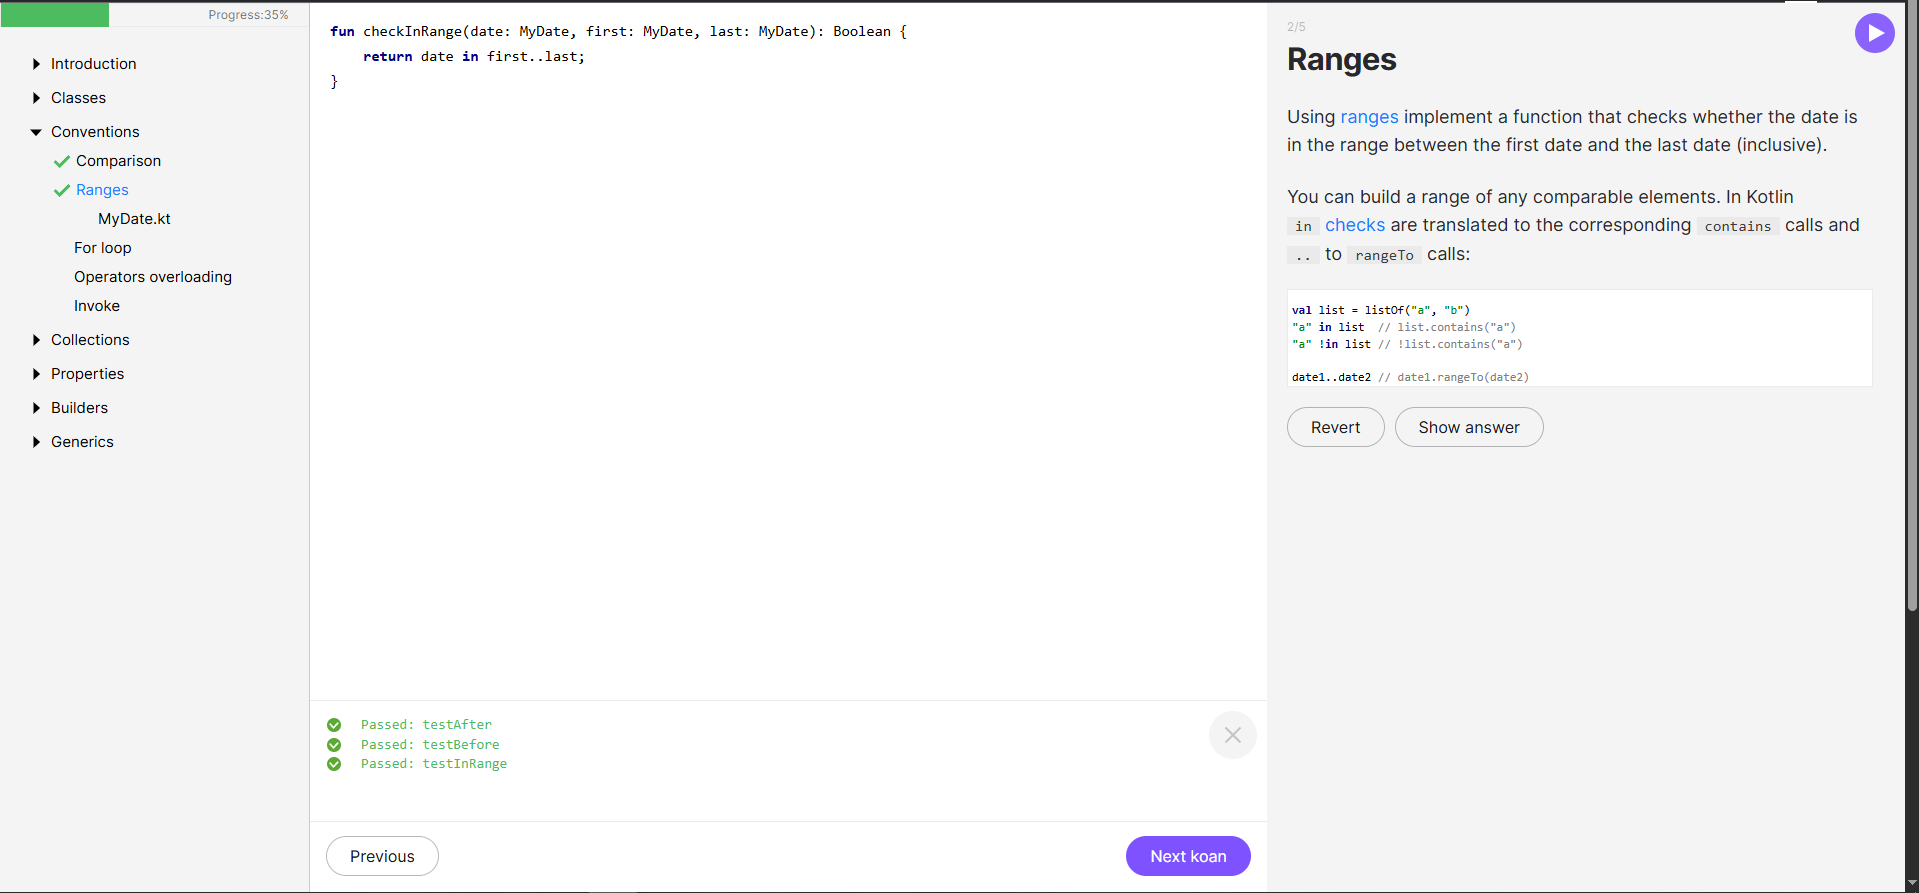 Progress:35%
Introduction
Classes
Conventions
Comparison
Ranges
MyDate.kt
For loop
Operators overloading
Invoke
Collections
Properties
Builders
Generics
fun checkInRange(date: MyDate, first: MyDate, last: MyDate): Boolean {
    return date in first..last;
}
Passed: testAfter
Passed: testBefore
Passed: testInRange
Previous
Next koan
2/5
Ranges
Using ranges implement a function that checks whether the date is
in the range between the first date and the last date (inclusive).
You can build a range of any comparable elements. In Kotlin
in checks are translated to the corresponding contains calls and
.. to rangeTo calls:
val list = listOf("a", "b")
"a" in list  // list.contains("a")
"a" !in list // !list.contains("a")
date1..date2 // date1.rangeTo(date2)
Revert
Show answer